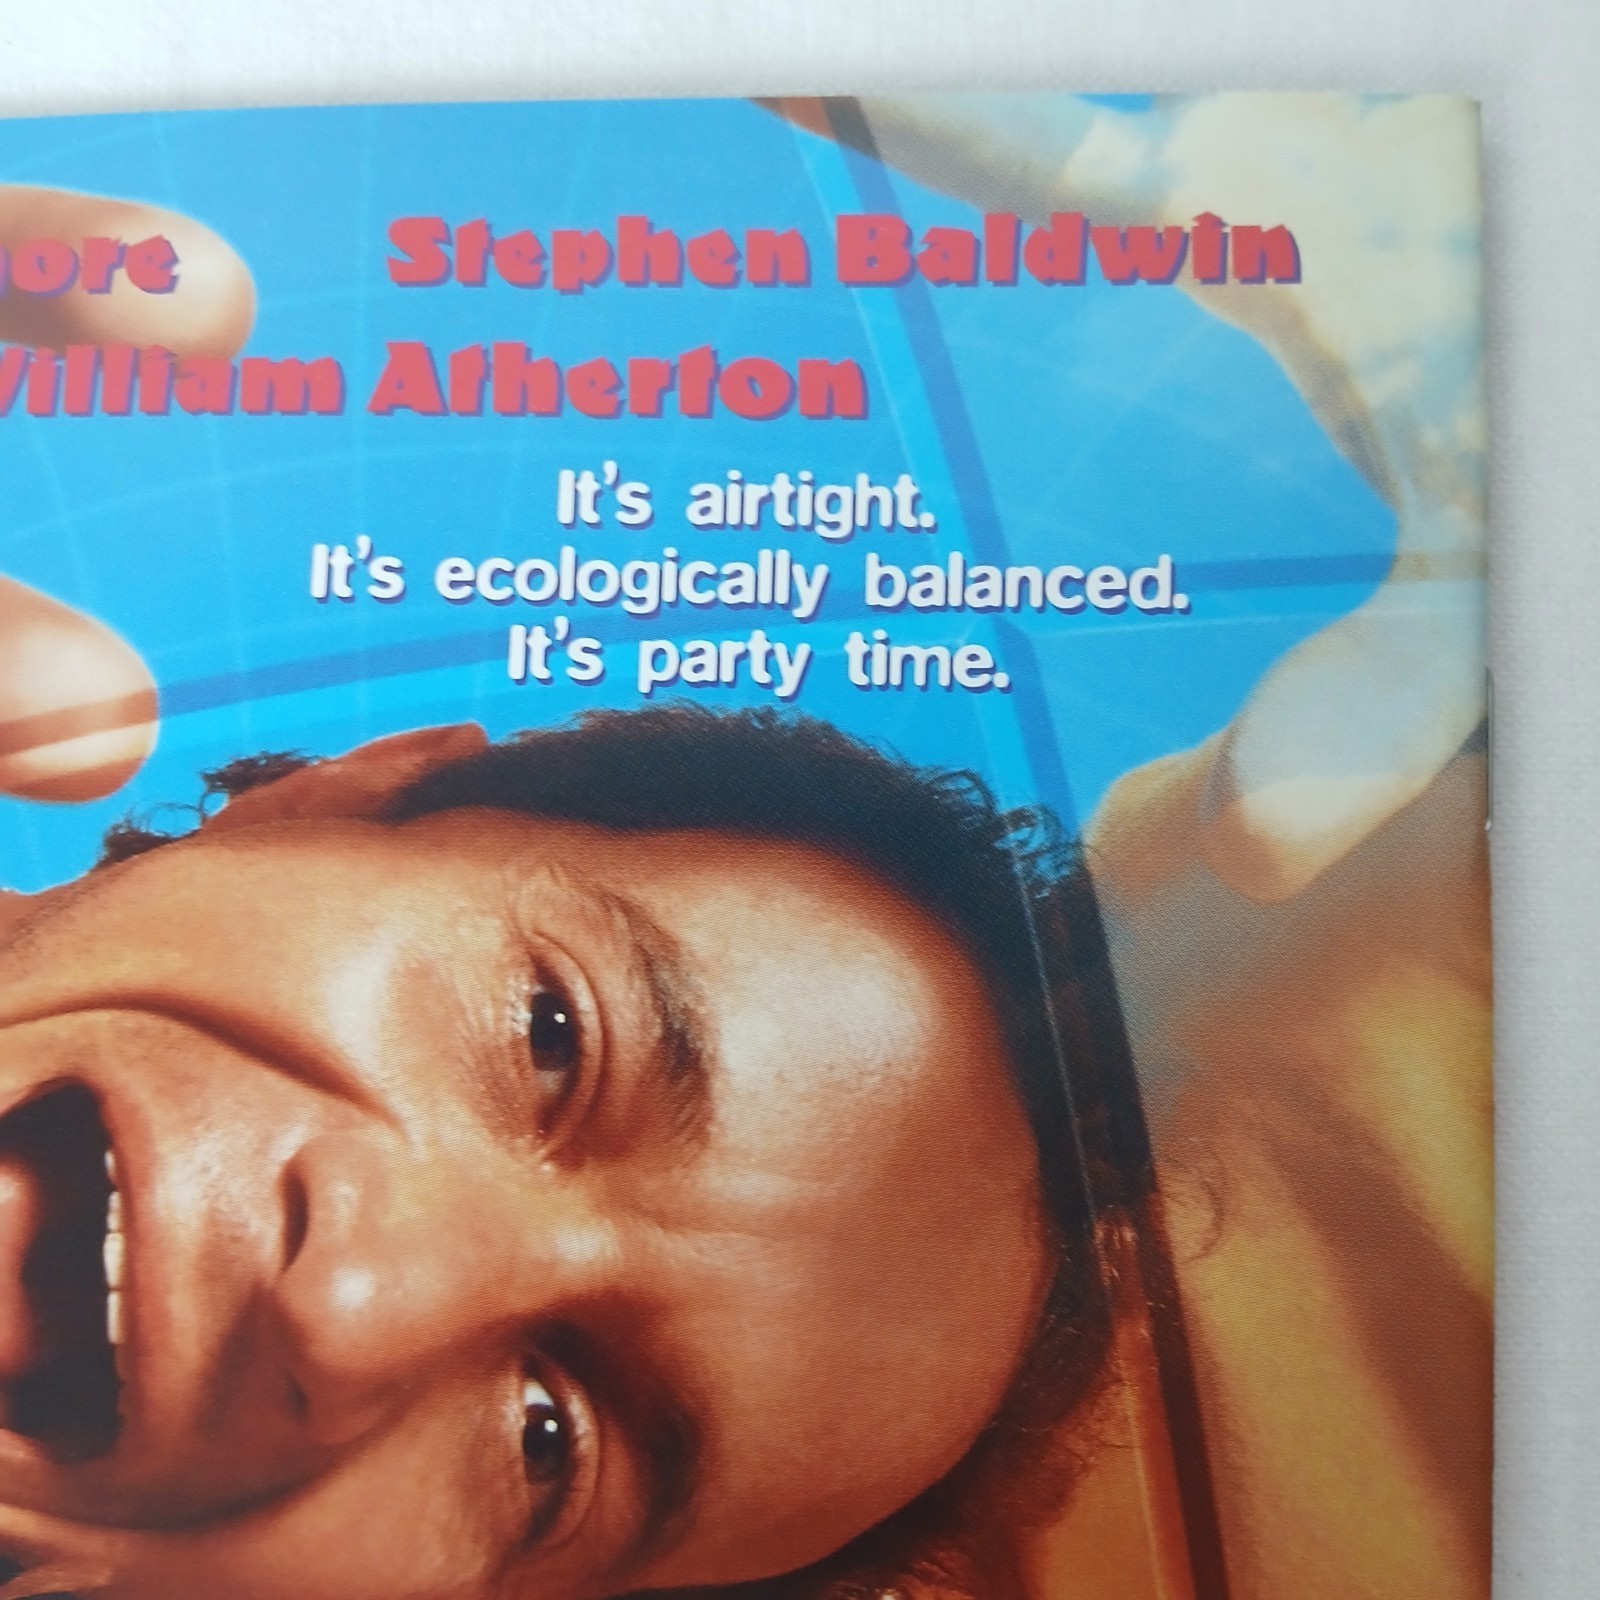 Stephen Baldwin
William Atherton
It's airtight.
It's ecologically balanced.
It's party time.